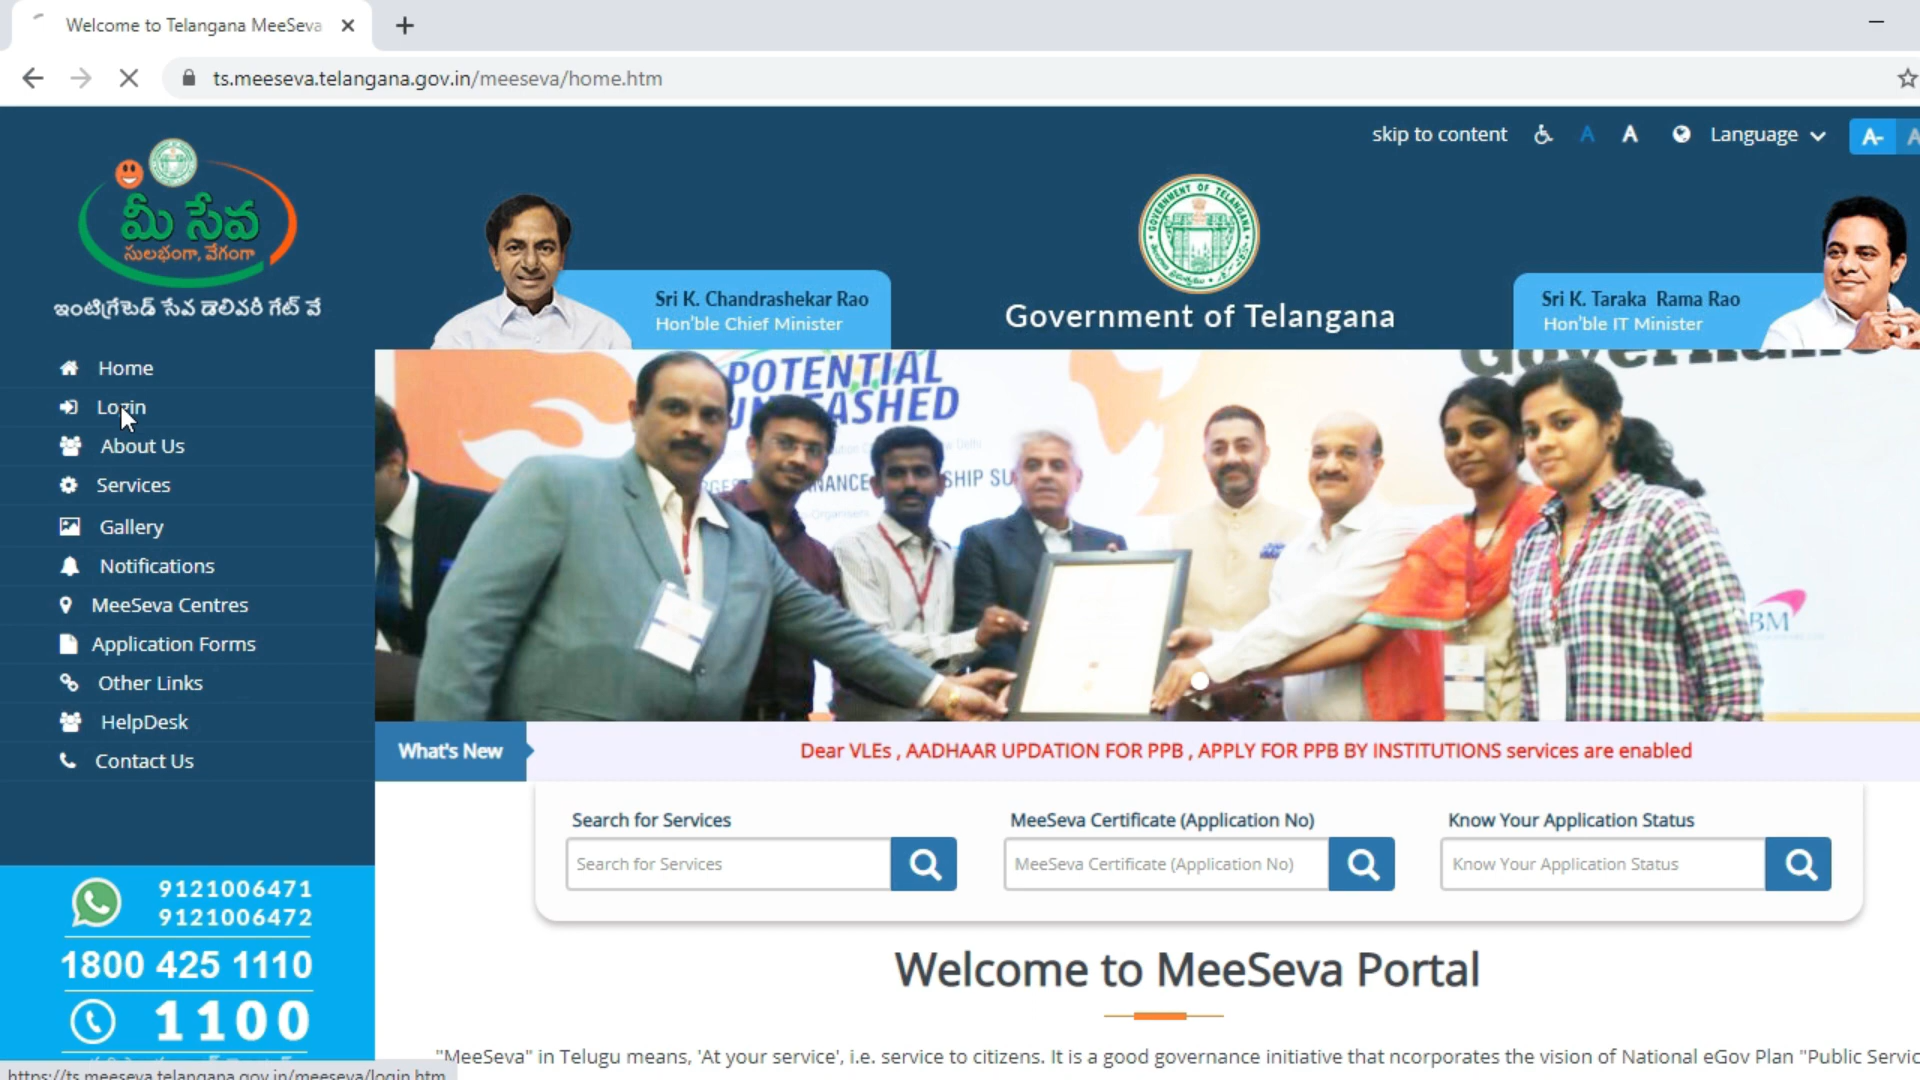 Welcome to Telangana MeeSeva
ts.meeseva.telangana.gov.in/meeseva/home.htm
skip to content A A Language A- A
మీ సేవ
సులభంగా, వేగంగా
ఇంటిగ్రేటెడ్ సేవ డెలివరీ గేట్ వే
Sri K. Chandrashekar Rao
Hon'ble Chief Minister
GOVERNMENT OF TELANGANA
Government of Telangana
Sri K. Taraka Rama Rao
Hon'ble IT Minister
Home
Login
About Us
Services
Gallery
Notifications
MeeSeva Centres
Application Forms
Other Links
HelpDesk
Contact Us
POTENTIAL
SHIP SU
BM
What's New
Dear VLEs , AADHAAR UPDATION FOR PPB , APPLY FOR PPB BY INSTITUTIONS services are enabled
Search for Services
Search for Services
MeeSeva Certificate (Application No)
MeeSeva Certificate (Application No)
Know Your Application Status
Know Your Application Status
9121006471
9121006472
1800 425 1110
1100
Welcome to MeeSeva Portal
"MeeSeva" in Telugu means, 'At your service', i.e. service to citizens. It is a good governance initiative that ncorporates the vision of National eGov Plan "Public Servic
https://ts.meeseva.telangana.gov.in/meeseva/login.htm